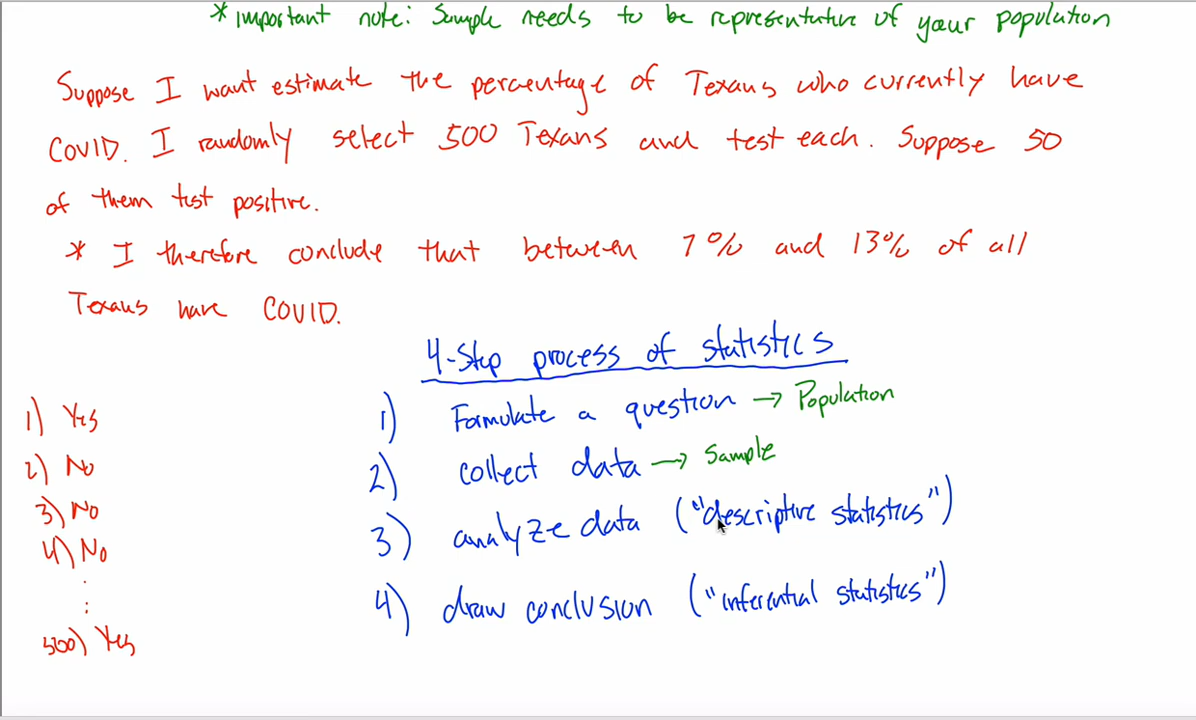 * important note: Sample needs to be representative of your population
Suppose I want estimate the percentage of Texans who currently have
COVID. I randomly select 500 Texans and test each. Suppose 50
of them test positive.
* I therefore conclude that between 7% and 13% of all
Texans have COVID.
4-Step process of statistics
1) Formulate a question → Population
2) collect data → Sample
3) analyze data ("descriptive statistics")
4) draw conclusion ("inferential statistics")
1) Yes
2) No
3) No
4) No
:
500) Yes